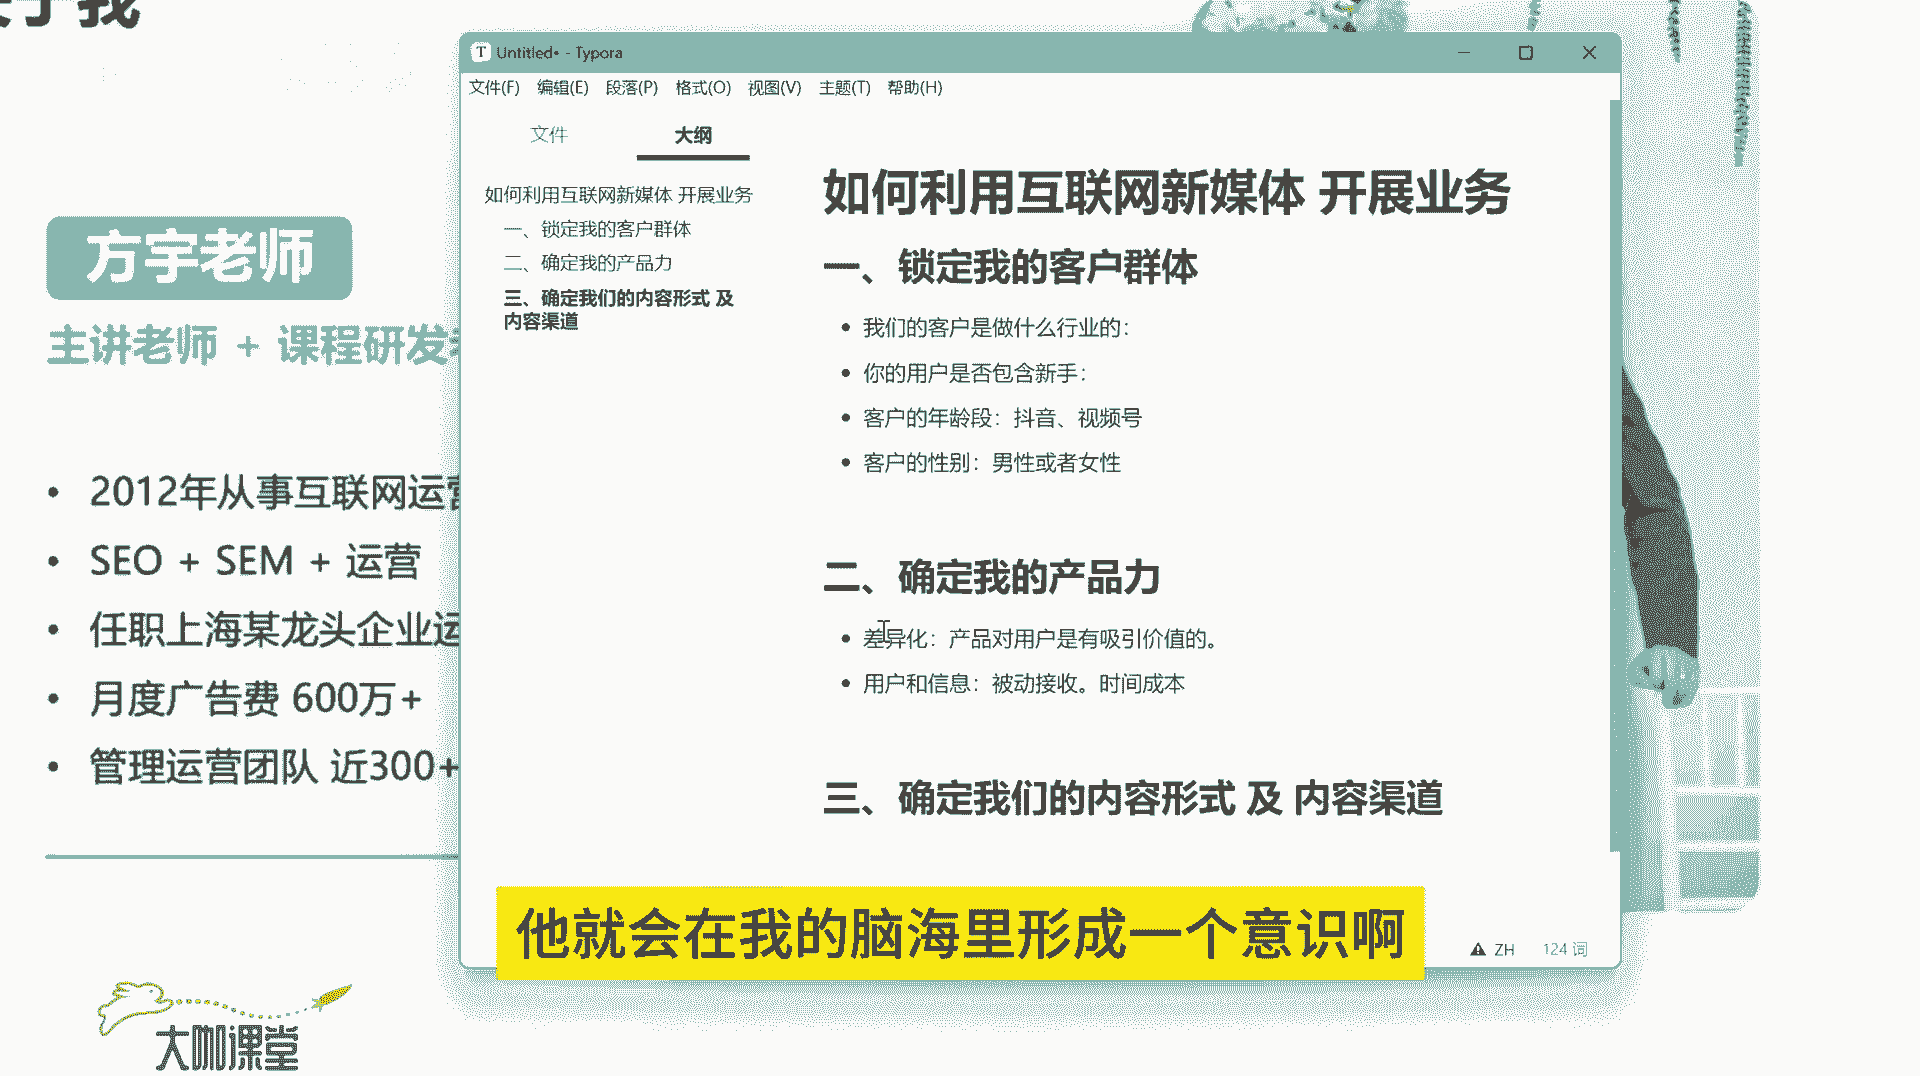 于我
方宇老师
主讲老师 + 课程研发
2012年从事互联网运营
SEO + SEM + 运营
任职上海某龙头企业运
月度广告费 600万+
管理运营团队 近300+
大咖课堂
T Untitled• - Typora
文件(F) 编辑(E) 段落(P) 格式(O) 视图(V) 主题(T) 帮助(H)
文件 大纲
如何利用互联网新媒体 开展业务
一、锁定我的客户群体
二、确定我的产品力
三、确定我们的内容形式 及
内容渠道
如何利用互联网新媒体 开展业务
一、锁定我的客户群体
我们的客户是做什么行业的：
你的用户是否包含新手：
客户的年龄段：抖音、视频号
客户的性别：男性或者女性
二、确定我的产品力
差异化：产品对用户是有吸引价值的。
用户和信息：被动接收。时间成本
三、确定我们的内容形式 及 内容渠道
他就会在我的脑海里形成一个意识啊
ZH 124 词